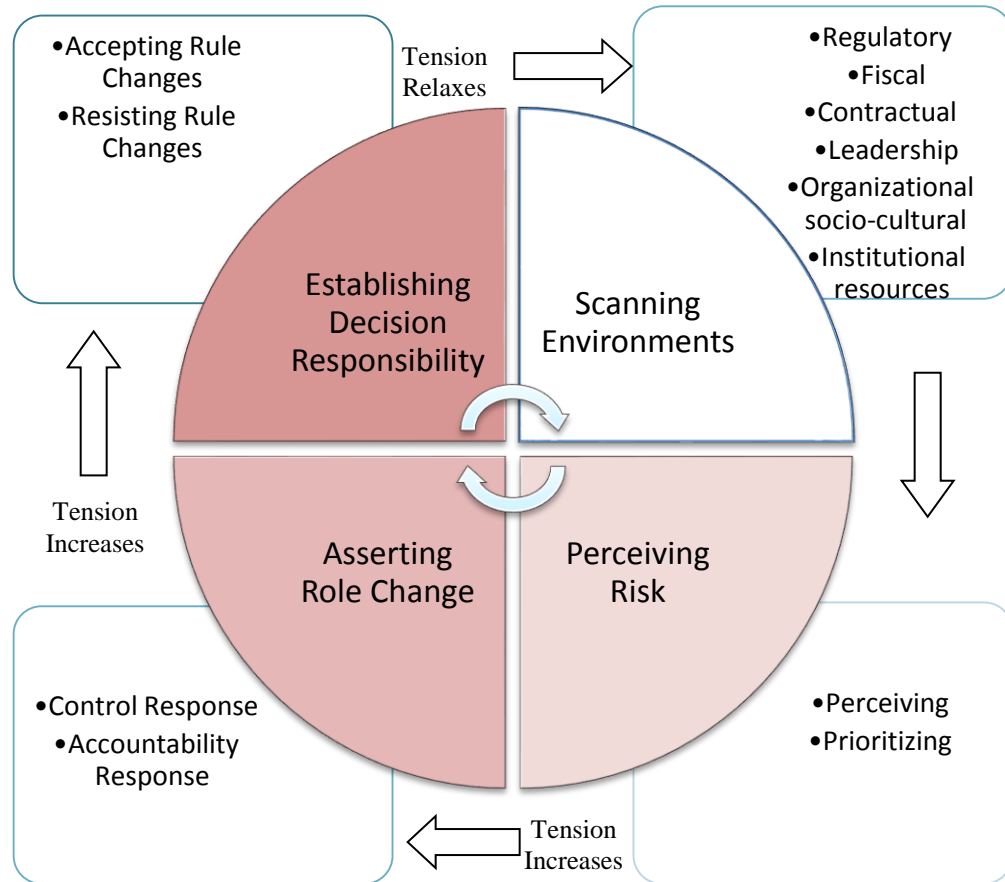 •Accepting Rule
Changes
•Resisting Rule
Changes
Tension
Relaxes
•Regulatory
•Fiscal
•Contractual
•Leadership
•Organizational
socio-cultural
•Institutional
resources
Establishing
Decision
Responsibility
Scanning
Environments
Tension
Increases
Asserting
Role Change
Perceiving
Risk
•Control Response
•Accountability
Response
•Perceiving
•Prioritizing
Tension
Increases